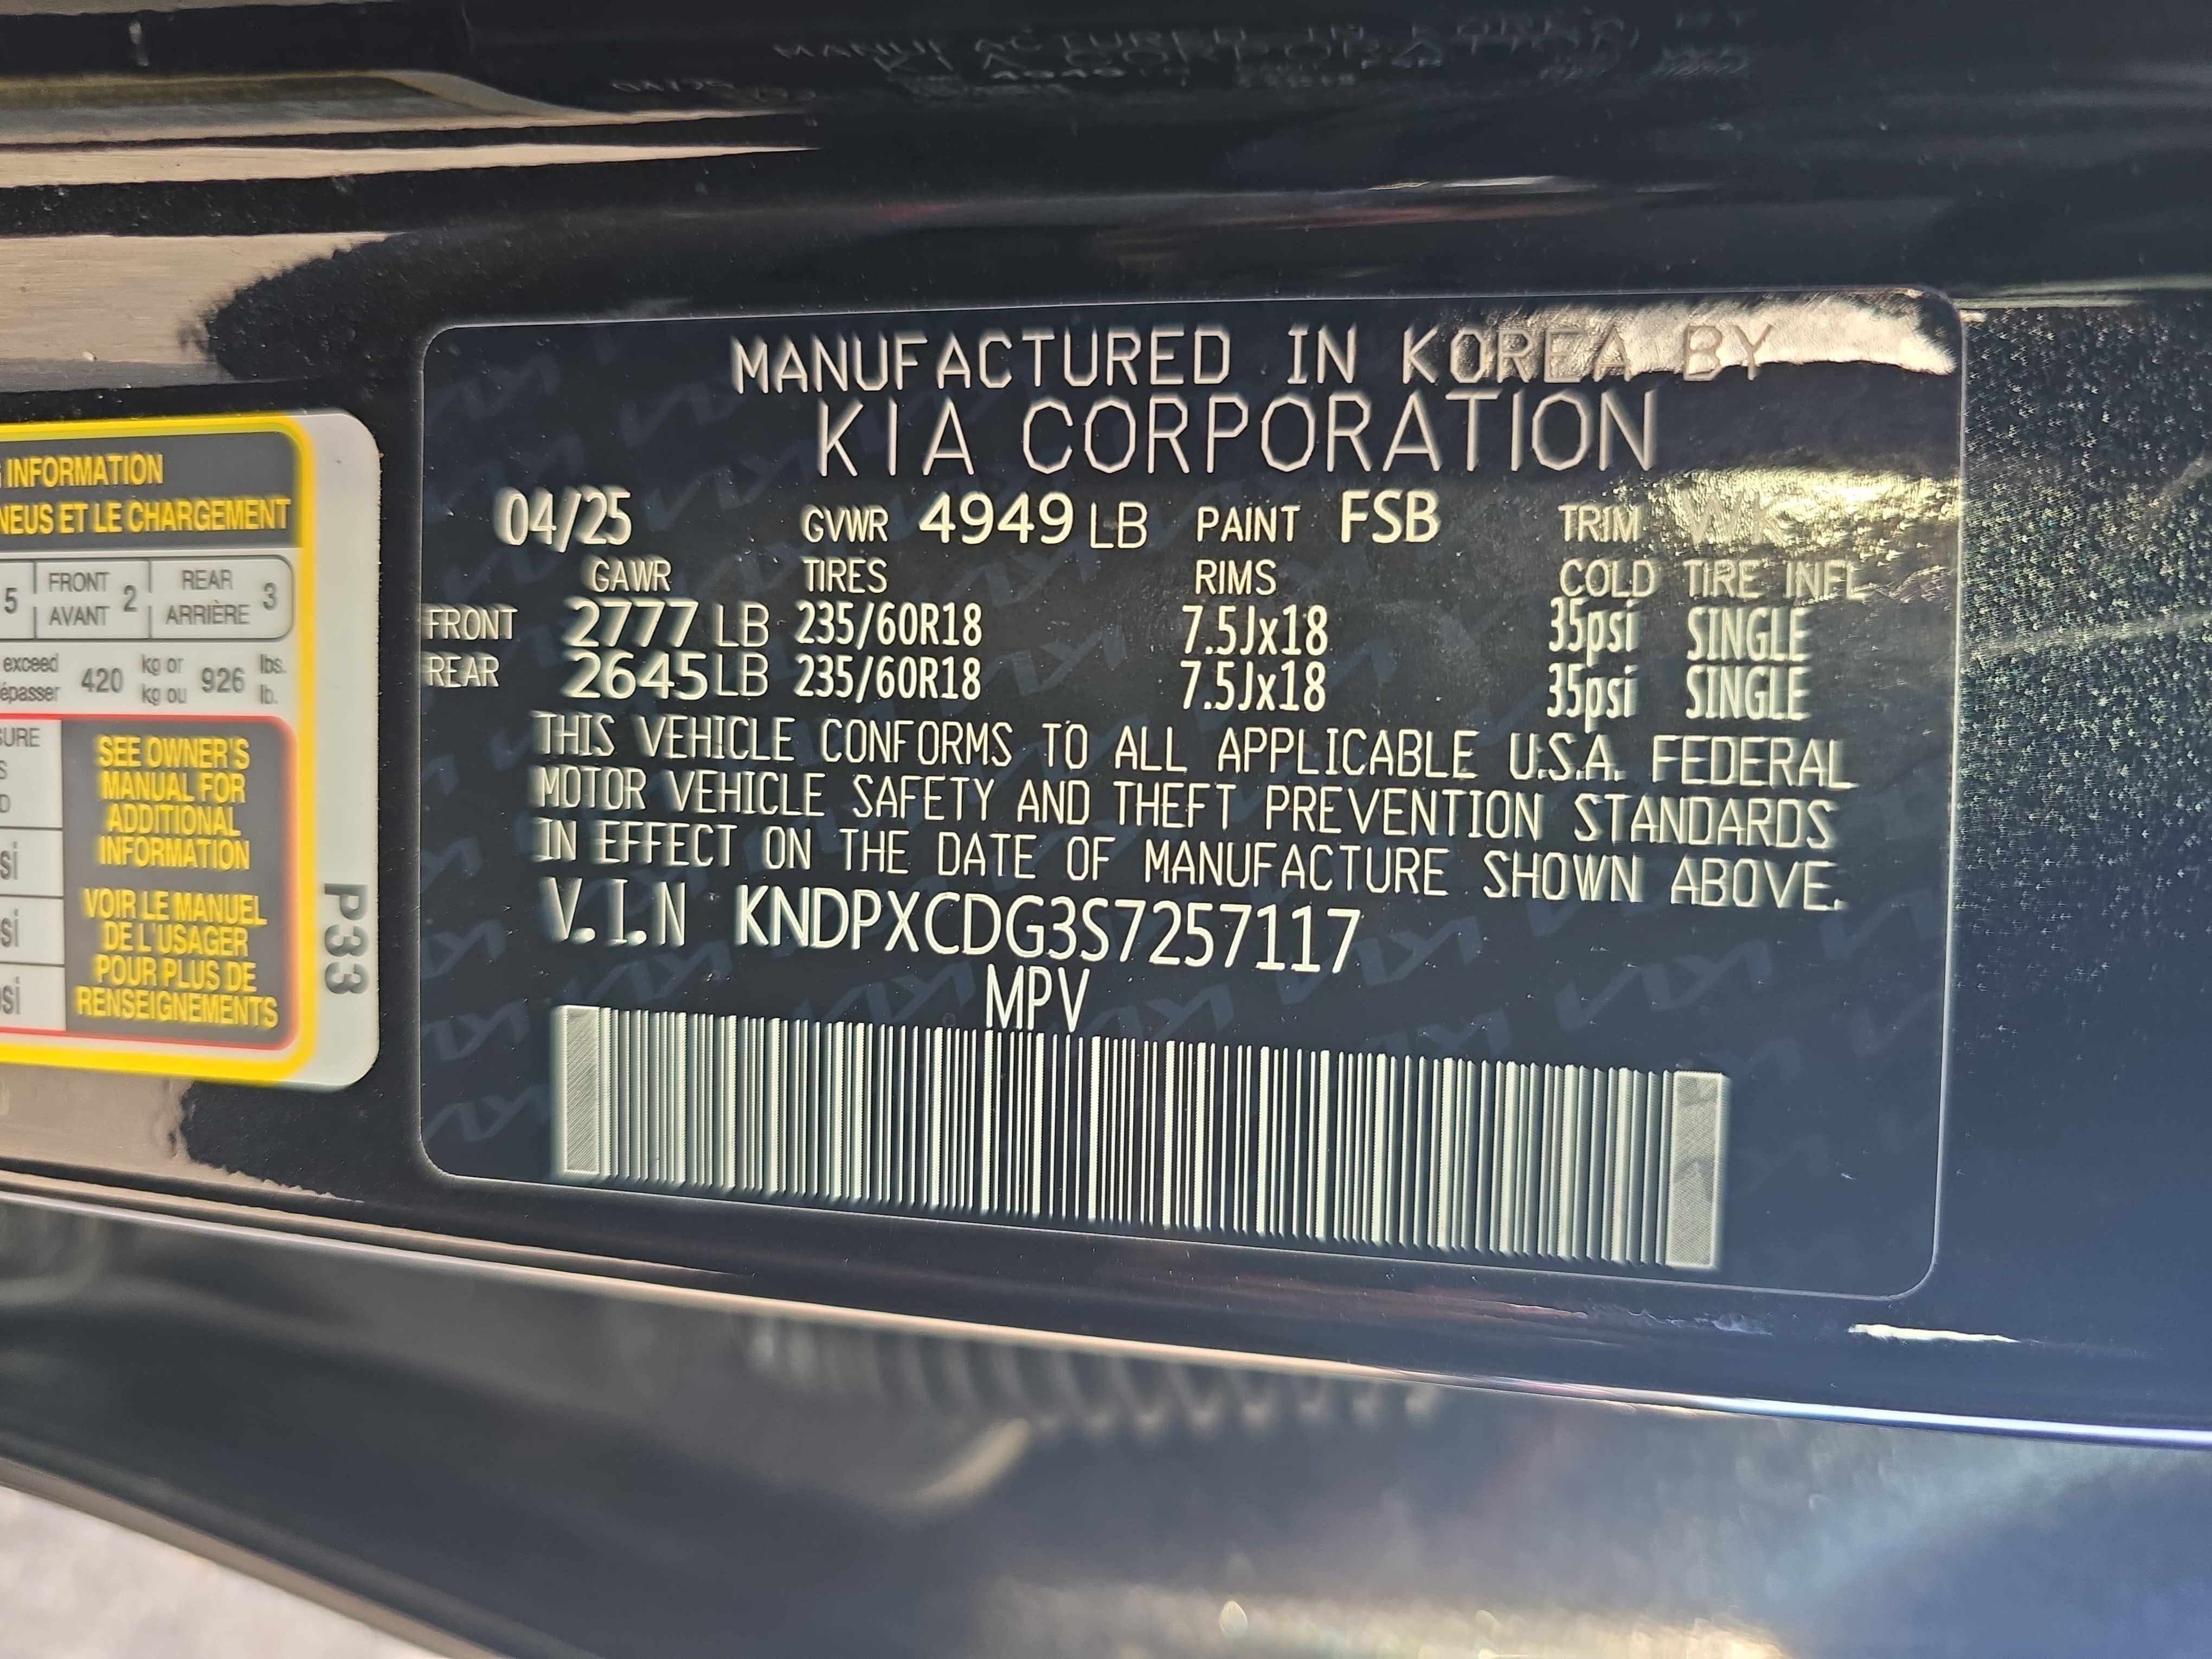 MANUFACTURED IN KOREA BY
KIA CORPORATION
04/25 GVWR 4949 LB PAINT FSB TRIM WK
GAWR TIRES RIMS COLD TIRE INFL
FRONT 2777 LB 235/60R18 7.5Jx18 35psi SINGLE
REAR 2645 LB 235/60R18 7.5Jx18 35psi SINGLE
THIS VEHICLE CONFORMS TO ALL APPLICABLE U.S.A. FEDERAL
MOTOR VEHICLE SAFETY AND THEFT PREVENTION STANDARDS
IN EFFECT ON THE DATE OF MANUFACTURE SHOWN ABOVE.
V.I.N KNDPXCDG3S7257117
MPV
INFORMATION
ET LE CHARGEMENT
5 FRONT 2 REAR 3
AVANT ARRIÈRE
exceed 420 kg or 926 lbs.
kg ou lb.
SEE OWNER'S
MANUAL FOR
ADDITIONAL
INFORMATION
VOIR LE MANUEL
DE L'USAGER
POUR PLUS DE
RENSEIGNEMENTS
P33